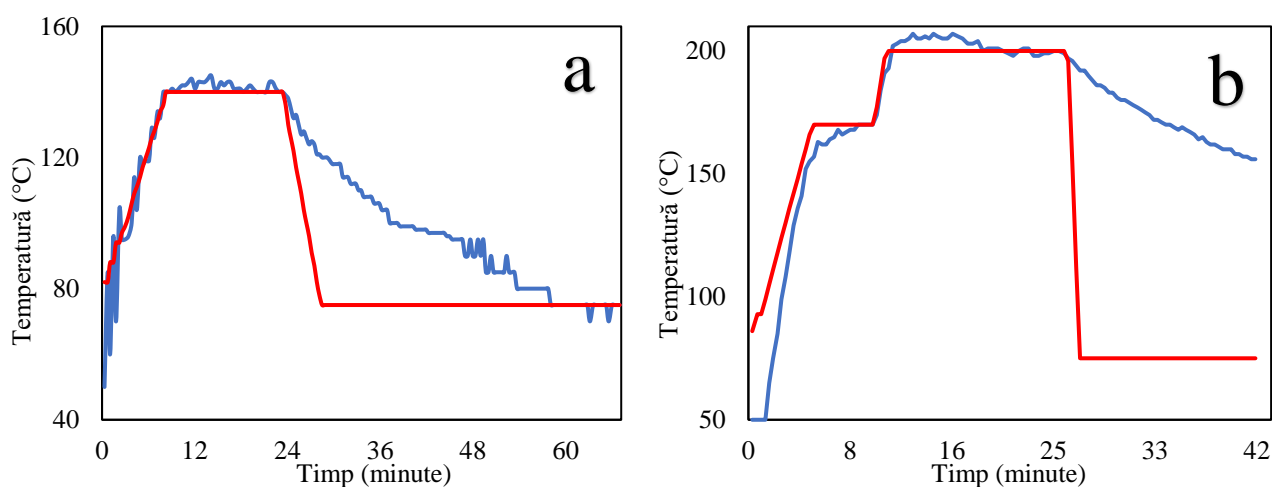 160
120
80
40
Temperatură (°C)
0 12 24 36 48 60
Timp (minute)
a
200
150
100
50
Temperatură (°C)
0 8 16 25 33 42
Timp (minute)
b